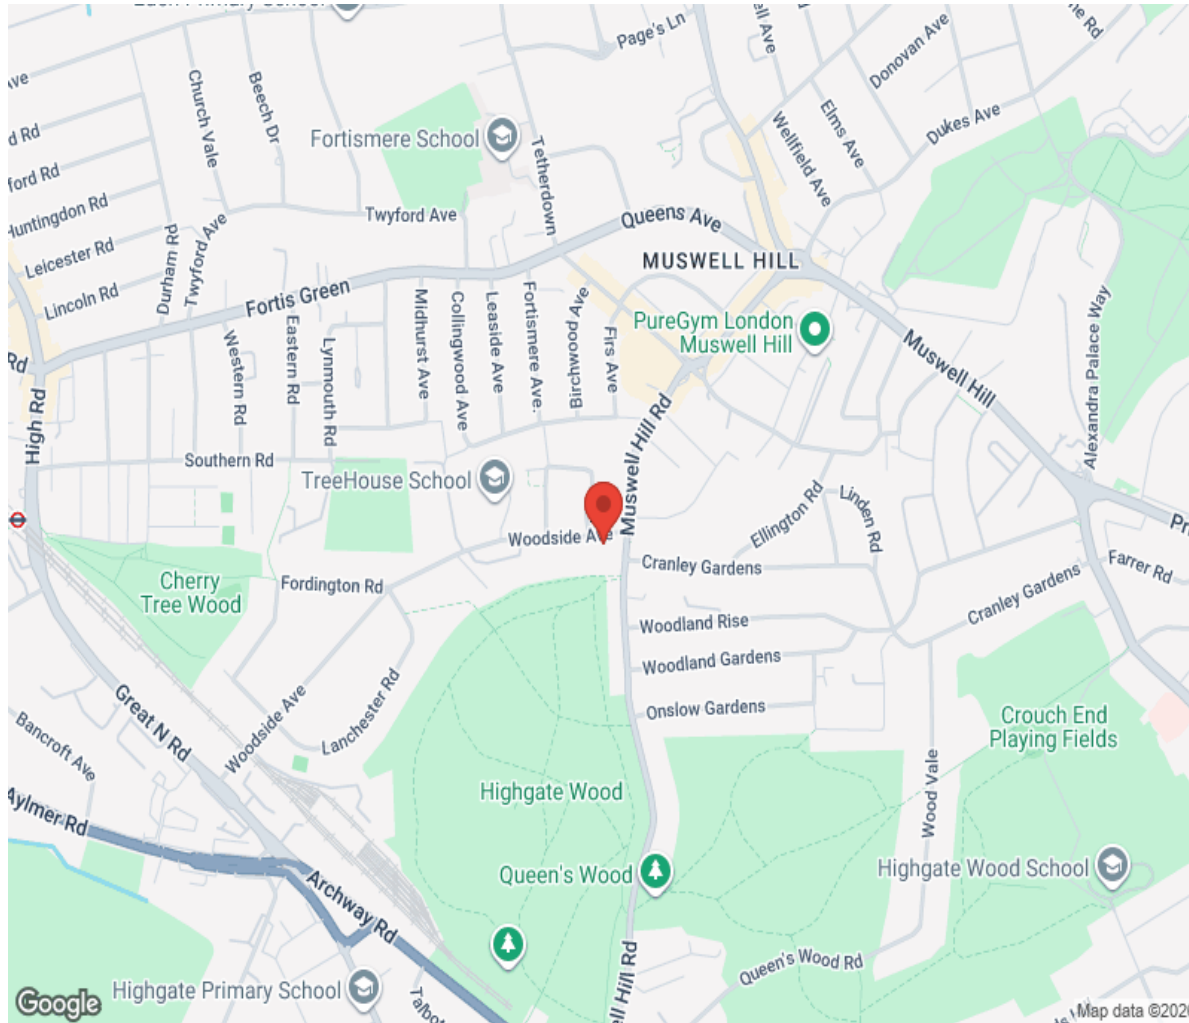 Page's Ln
Donovan Ave
Church Vale
Beech Dr
Elms Ave
Wellfield Ave
Dukes Ave
Fortismere School
Tetherdown
Huntingdon Rd
Twyford Ave
Queens Ave
Leicester Rd
Durham Rd
Twyford Ave
MUSWELL HILL
Lincoln Rd
Fortis Green
Midhurst Ave
Collingwood Ave
Leaside Ave
Fortismere Ave.
Birchwood Ave
Firs Ave
PureGym London
Muswell Hill
Alexandra Palace Way
Muswell Hill
Western Rd
Eastern Rd
Lynmouth Rd
Rd
High Rd
Muswell Hill Rd
Southern Rd
TreeHouse School
Ellington Rd
Linden Rd
Woodside Ave
Cranley Gardens
Farrer Rd
Cherry
Tree Wood
Fordington Rd
Cranley Gardens
Woodland Rise
Woodland Gardens
Lanchester Rd
Onslow Gardens
Great N Rd
Woodside Ave
Bancroft Ave
Crouch End
Playing Fields
Wood Vale
Highgate Wood
Aylmer Rd
Queen's Wood
Highgate Wood School
Archway Rd
Queen's Wood Rd
Highgate Primary School
Google
Map data ©2026